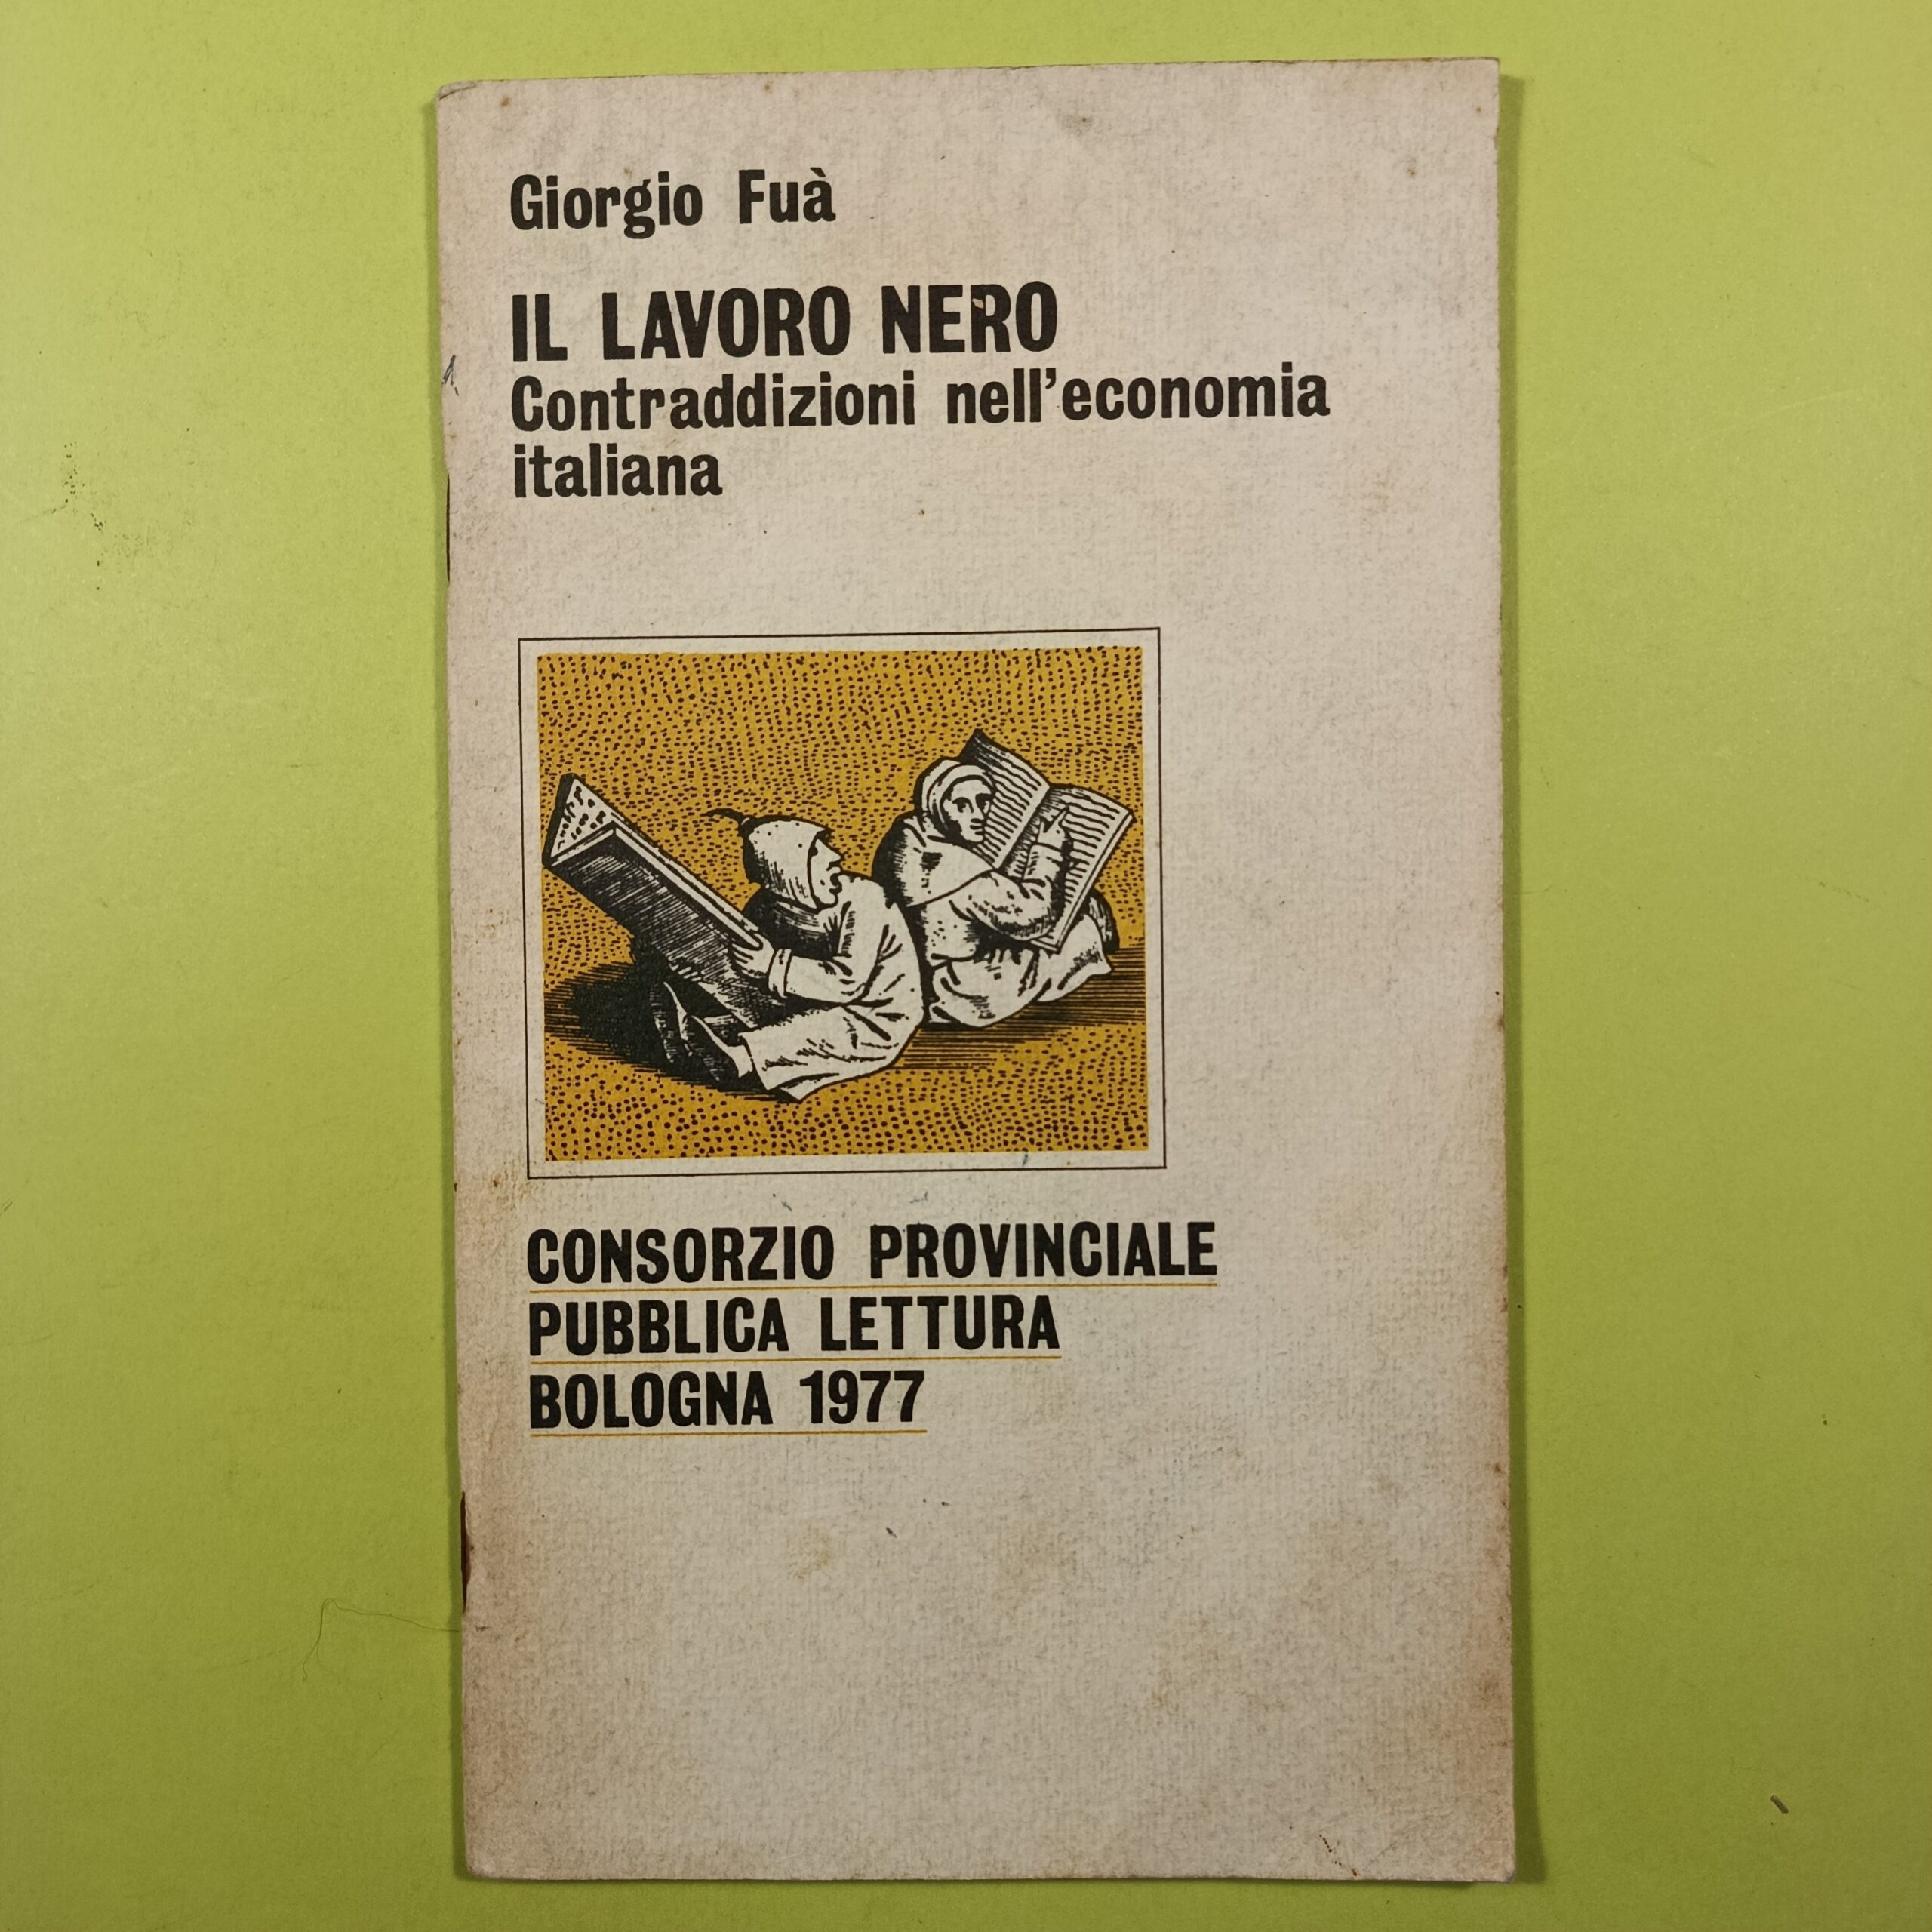 Giorgio Fuà
IL LAVORO NERO
Contraddizioni nell'economia
italiana
CONSORZIO PROVINCIALE
PUBBLICA LETTURA
BOLOGNA 1977